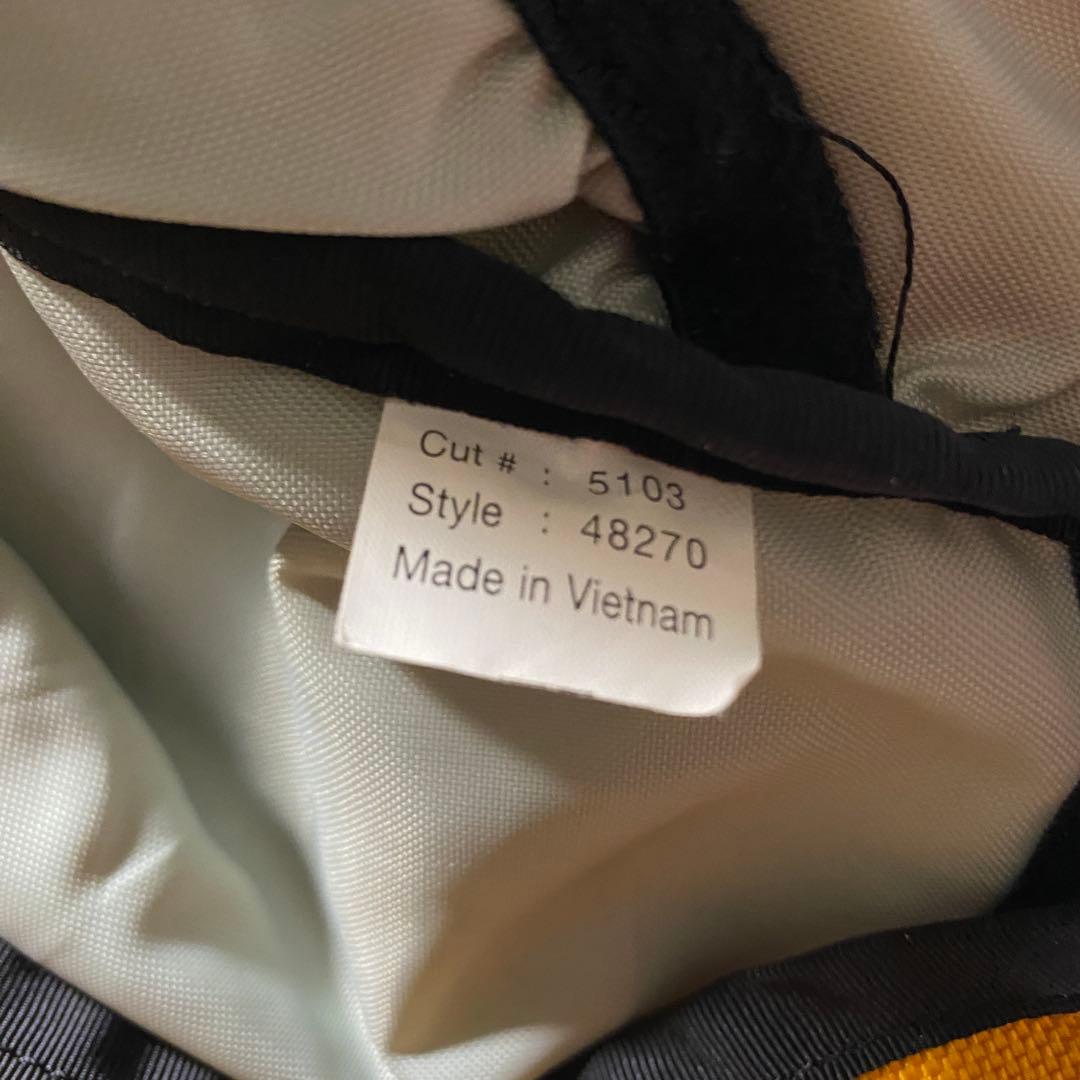 Cut # : 5103
Style : 48270
Made in Vietnam